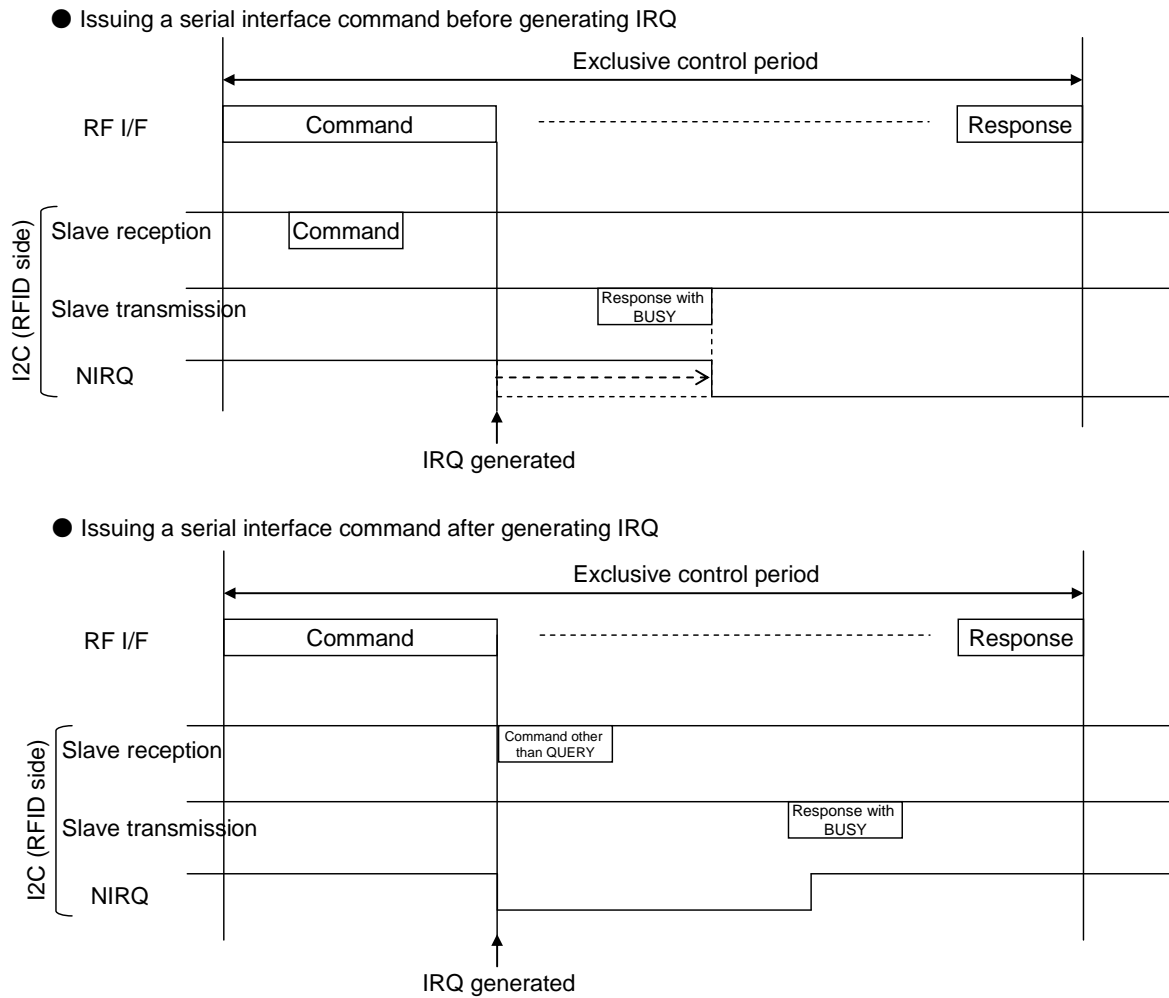 ● Issuing a serial interface command before generating IRQ
Exclusive control period
RF I/F
Command
Response
I2C (RFID side)
Slave reception
Command
Slave transmission
Response with
BUSY
NIRQ
IRQ generated
● Issuing a serial interface command after generating IRQ
Exclusive control period
RF I/F
Command
Response
I2C (RFID side)
Slave reception
Command other
than QUERY
Slave transmission
Response with
BUSY
NIRQ
IRQ generated